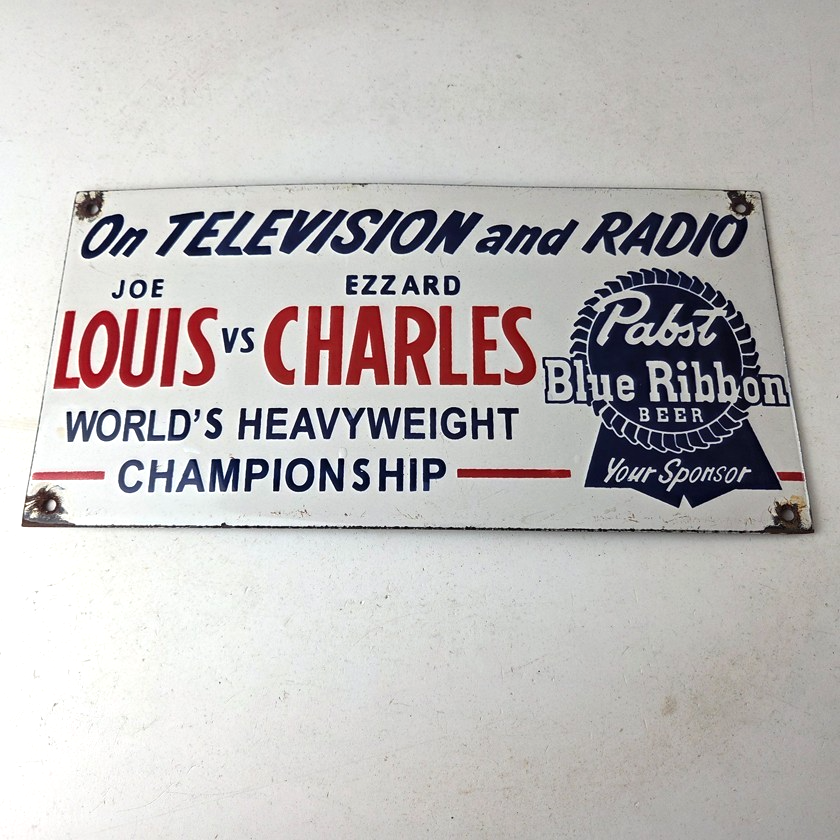 On TELEVISION and RADIO
JOE EZZARD
LOUIS VS CHARLES
WORLD'S HEAVYWEIGHT
CHAMPIONSHIP
Pabst
Blue Ribbon
BEER
Your Sponsor